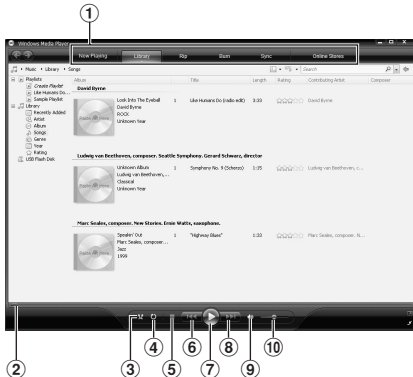 1
Windows Media Player
Now Playing Library Rip Burn Sync Online Stores
Music Library Songs Search
Playlists
Create Playlist
Like Humans Do...
Sample Playlist
Library
Recently Added
Artist
Album
Songs
Genre
Year
Rating
USB Flash Disk
Album Title Length Rating Contributing Artist Composer
David Byrne
Look Into The Eyeball 1 Like Humans Do (radio edit) 3:33 David Byrne
David Byrne
ROCK
Unknown Year
Ludwig van Beethoven, composer. Seattle Symphony. Gerard Schwarz, director
Unknown Album 1 Symphony No. 9 (Scherzo) 1:15 Ludwig van Beethoven, c...
Ludwig van Beethoven,...
Classical
Unknown Year
Marc Seales, composer. New Stories. Ernie Watts, saxophone.
Speakin' Out 1 "Highway Blues" 1:33 Marc Seales, composer. N...
Marc Seales, composer...
Jazz
1999
2 3 4 5 6 7 8 9 10